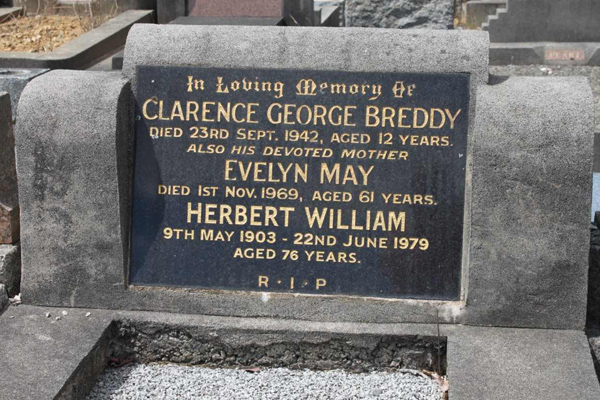 In Loving Memory Of
CLARENCE GEORGE BREDDY
DIED 23RD SEPT. 1942, AGED 12 YEARS.
ALSO HIS DEVOTED MOTHER
EVELYN MAY
DIED 1ST NOV. 1969, AGED 61 YEARS.
HERBERT WILLIAM
9TH MAY 1903 - 22ND JUNE 1979
AGED 76 YEARS.
R · I · P